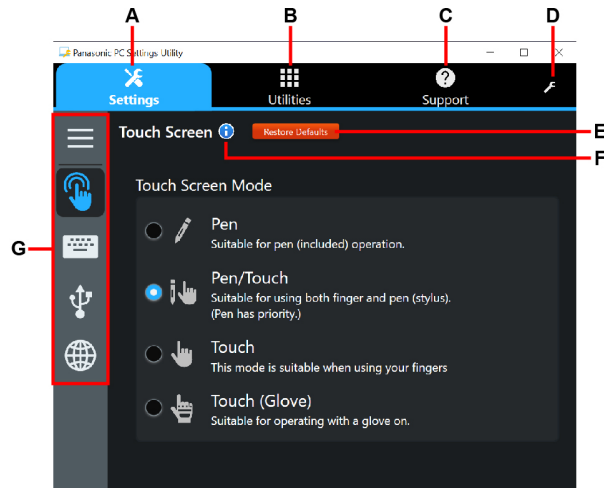 A
B
C
D
Panasonic PC Settings Utility
Settings
Utilities
Support
Touch Screen
Restore Defaults
E
F
Touch Screen Mode
Pen
Suitable for pen (included) operation.
G
Pen/Touch
Suitable for using both finger and pen (stylus).
(Pen has priority.)
Touch
This mode is suitable when using your fingers
Touch (Glove)
Suitable for operating with a glove on.